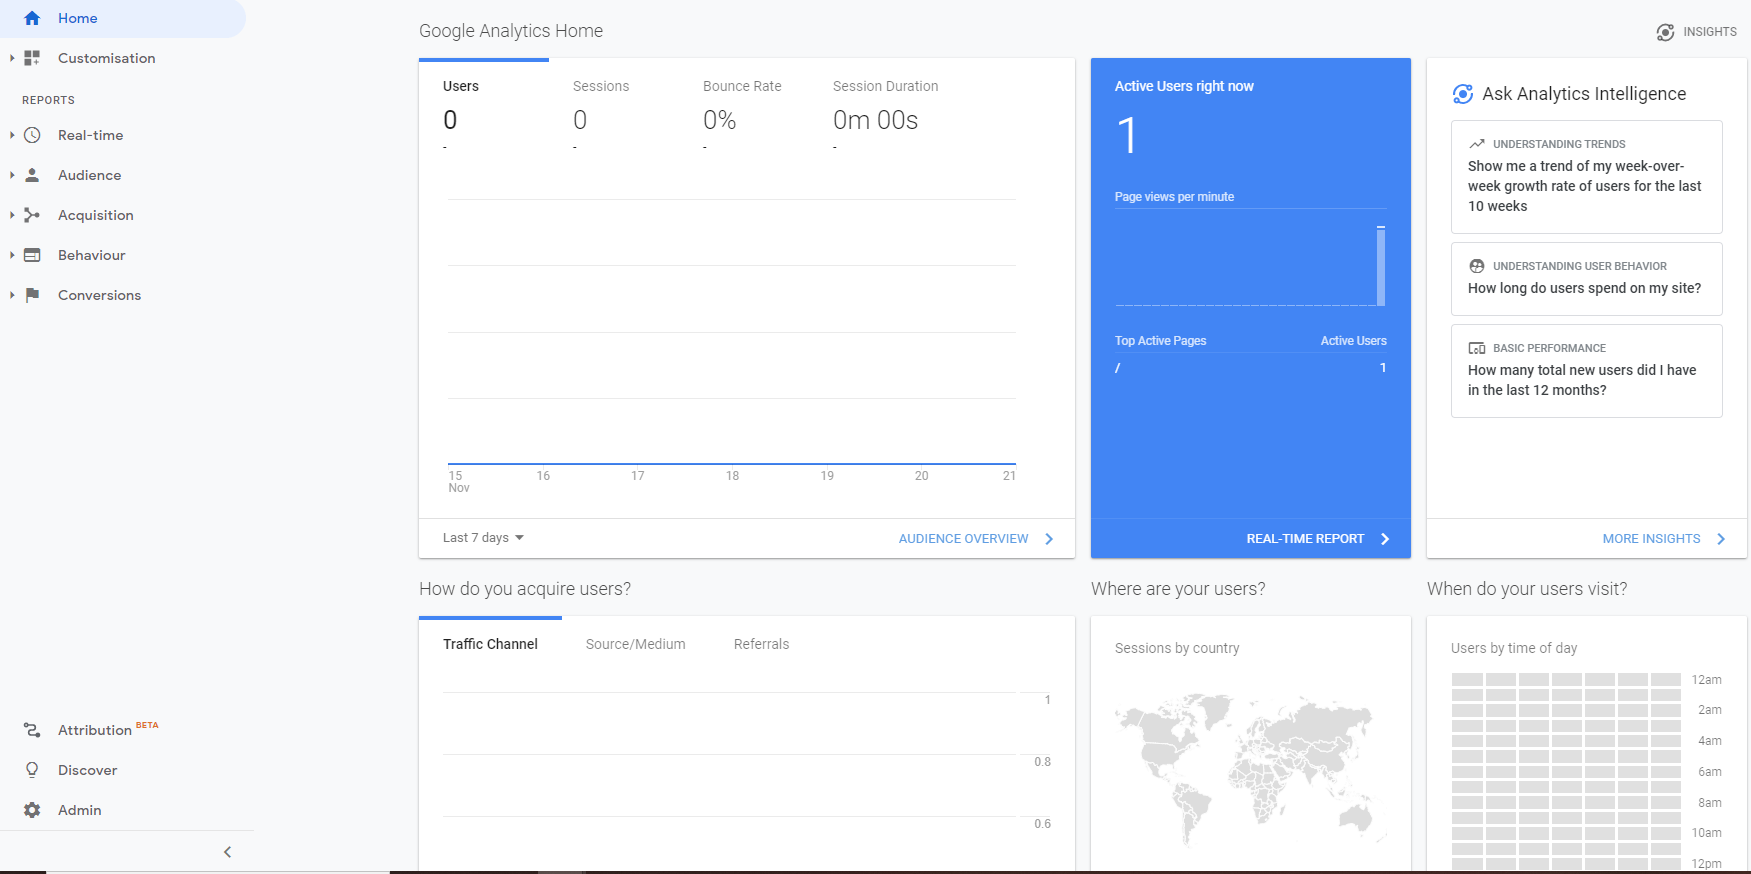 Home
Customisation
REPORTS
Real-time
Audience
Acquisition
Behaviour
Conversions
Attribution BETA
Discover
Admin
Google Analytics Home
INSIGHTS
Users
0
-
Sessions
0
-
Bounce Rate
0%
-
Session Duration
0m 00s
-
15
Nov
16
17
18
19
20
21
Last 7 days
AUDIENCE OVERVIEW
Active Users right now
1
Page views per minute
Top Active Pages Active Users
/ 1
REAL-TIME REPORT
Ask Analytics Intelligence
UNDERSTANDING TRENDS
Show me a trend of my week-over-
week growth rate of users for the last
10 weeks
UNDERSTANDING USER BEHAVIOR
How long do users spend on my site?
BASIC PERFORMANCE
How many total new users did I have
in the last 12 months?
MORE INSIGHTS
How do you acquire users?
Traffic Channel
Source/Medium
Referrals
1
0.8
0.6
Where are your users?
Sessions by country
When do your users visit?
Users by time of day
12am
2am
4am
6am
8am
10am
12pm